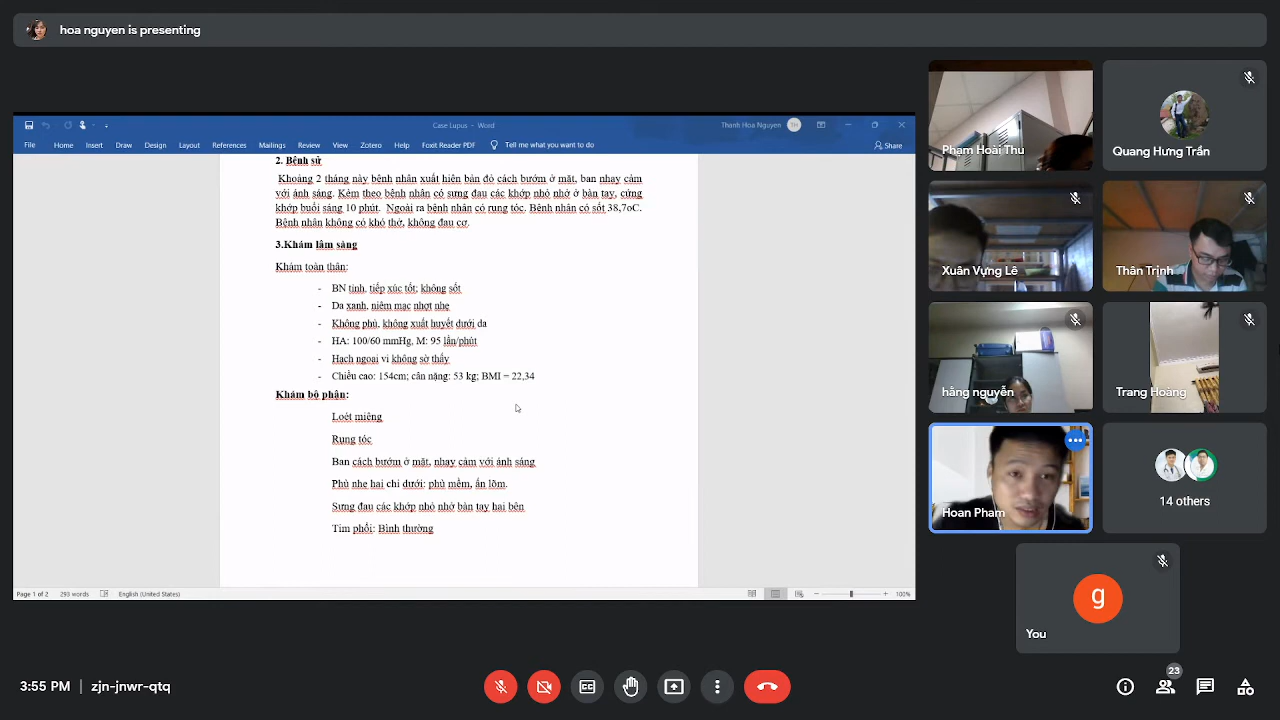 hoa nguyen is presenting
Case Lupus - Word
Thanh Hoa Nguyen
TH
File Home Insert Draw Design Layout References Mailings Review View Zotero Help Foxit Reader PDF Tell me what you want to do
Share
2. Bệnh sử
Khoảng 2 tháng này bệnh nhân xuất hiện ban đỏ cách bướm ở mặt, ban nhạy cảm
với ánh sáng. Kèm theo bệnh nhân có sưng đau các khớp nhỏ nhở ở bàn tay, cứng
khớp buổi sáng 10 phút. Ngoài ra bệnh nhân có rụng tóc. Bênh nhân có sốt 38,7oC.
Bệnh nhân không có khó thở, không đau cơ.
3.Khám lâm sàng
Khám toàn thân:
- BN tỉnh, tiếp xúc tốt; không sốt
- Da xanh, niêm mạc nhợt nhẹ
- Không phù, không xuất huyết dưới da
- HA: 100/60 mmHg, M: 95 lần/phút
- Hạch ngoại vi không sờ thấy
- Chiều cao: 154cm; cân nặng: 53 kg; BMI = 22,34
Khám bộ phận:
Loét miệng
Rụng tóc
Ban cách bướm ở mặt, nhạy cảm với ánh sáng
Phù nhẹ hai chi dưới: phù mềm, ấn lõm.
Sưng đau các khớp nhỏ nhở bàn tay hai bên
Tim phổi: Bình thường
Page 1 of 2 293 words English (United States)
100%
Phạm Hoài Thu
Quang Hưng Trần
Xuân Vựng Lê
Thân Trịnh
hằng nguyễn
Trang Hoàng
Hoan Pham
14 others
g
You
3:55 PM zjn-jnwr-qtq
23